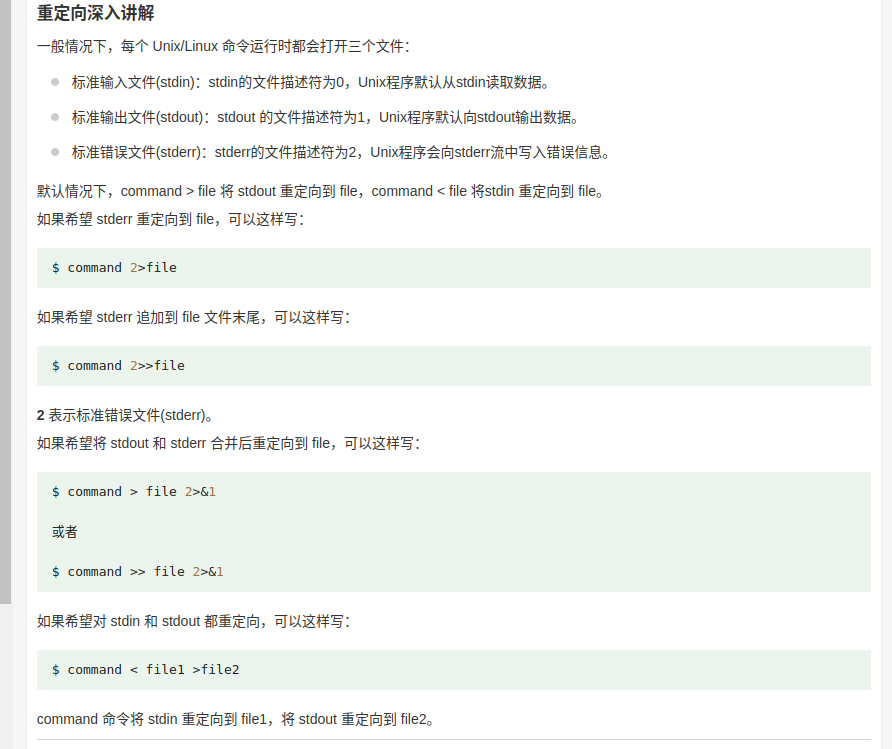 重定向深入讲解
一般情况下，每个 Unix/Linux 命令运行时都会打开三个文件：
标准输入文件(stdin)：stdin的文件描述符为0，Unix程序默认从stdin读取数据。
标准输出文件(stdout)：stdout 的文件描述符为1，Unix程序默认向stdout输出数据。
标准错误文件(stderr)：stderr的文件描述符为2，Unix程序会向stderr流中写入错误信息。
默认情况下，command > file 将 stdout 重定向到 file，command < file 将stdin 重定向到 file。
如果希望 stderr 重定向到 file，可以这样写：
$ command 2>file
如果希望 stderr 追加到 file 文件末尾，可以这样写：
$ command 2>>file
2 表示标准错误文件(stderr)。
如果希望将 stdout 和 stderr 合并后重定向到 file，可以这样写：
$ command > file 2>&1
或者
$ command >> file 2>&1
如果希望对 stdin 和 stdout 都重定向，可以这样写：
$ command < file1 >file2
command 命令将 stdin 重定向到 file1，将 stdout 重定向到 file2。